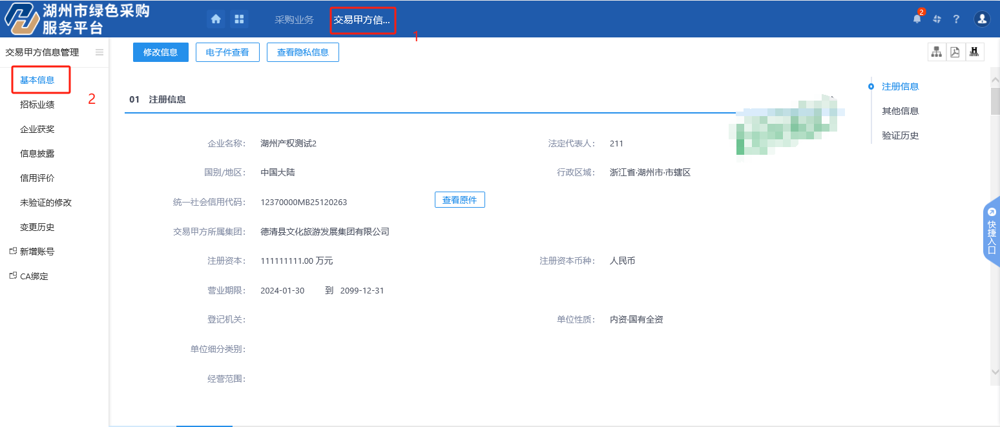 湖州市绿色采购
服务平台
采购业务
交易甲方信...
1
2
?
交易甲方信息管理
基本信息
2
招标业绩
企业获奖
信息披露
信用评价
未验证的修改
变更历史
新增账号
CA绑定
修改信息
电子件查看
查看隐私信息
01 注册信息
企业名称： 湖州产权测试2 法定代表人： 211
国别/地区： 中国大陆 行政区域： 浙江省·湖州市·市辖区
统一社会信用代码： 12370000MB25120263 查看原件
交易甲方所属集团： 德清县文化旅游发展集团有限公司
注册资本： 111111111.00 万元 注册资本币种： 人民币
营业期限： 2024-01-30 到 2099-12-31
登记机关： 单位性质： 内资·国有全资
单位细分类别：
经营范围：
注册信息
其他信息
验证历史
快捷入口